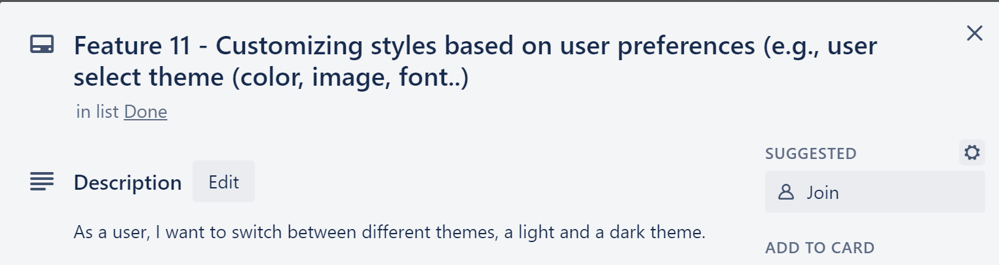 Feature 11 - Customizing styles based on user preferences (e.g., user
select theme (color, image, font..)
in list Done
SUGGESTED
Description Edit
Join
As a user, I want to switch between different themes, a light and a dark theme.
ADD TO CARD